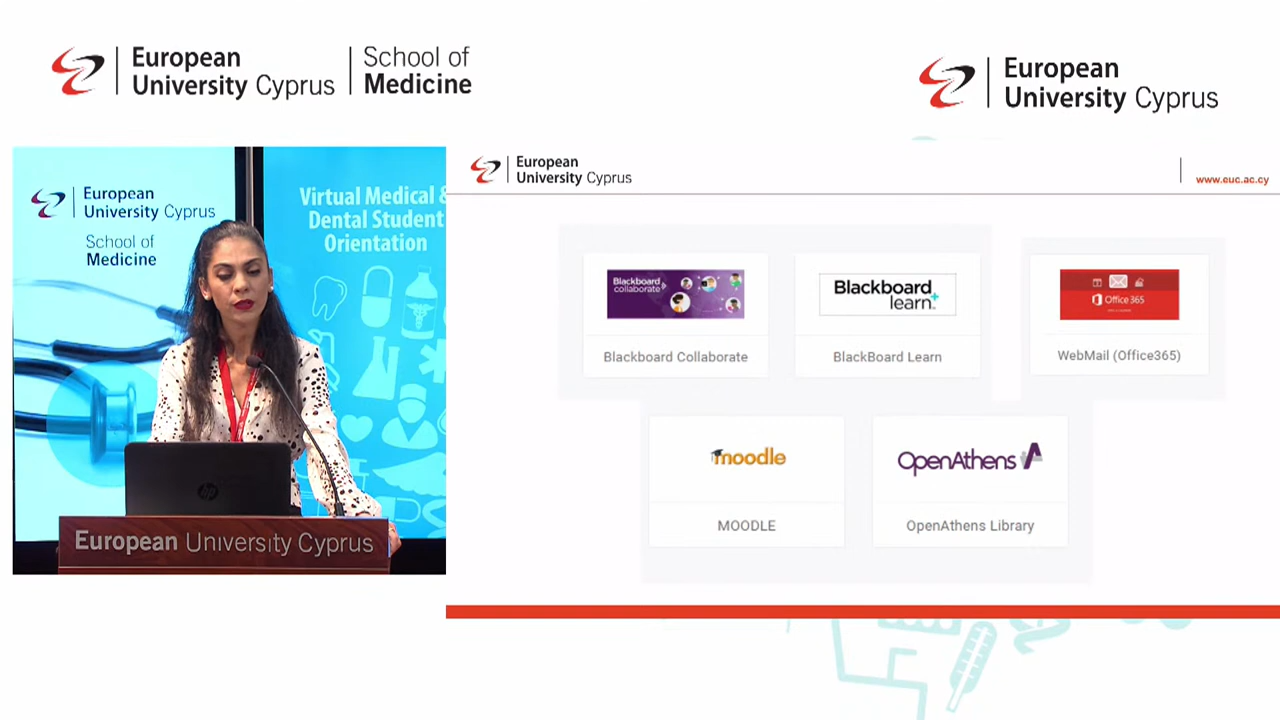 European
University Cyprus
School of
Medicine
European
University Cyprus
European
University Cyprus
School of
Medicine
Virtual Medical &
Dental Student
Orientation
European
University Cyprus
www.euc.ac.cy
Blackboard
collaborate
Blackboard
learn
Office 365
Blackboard Collaborate
BlackBoard Learn
WebMail (Office365)
moodle
OpenAthens
MOODLE
OpenAthens Library
hp
European University Cyprus